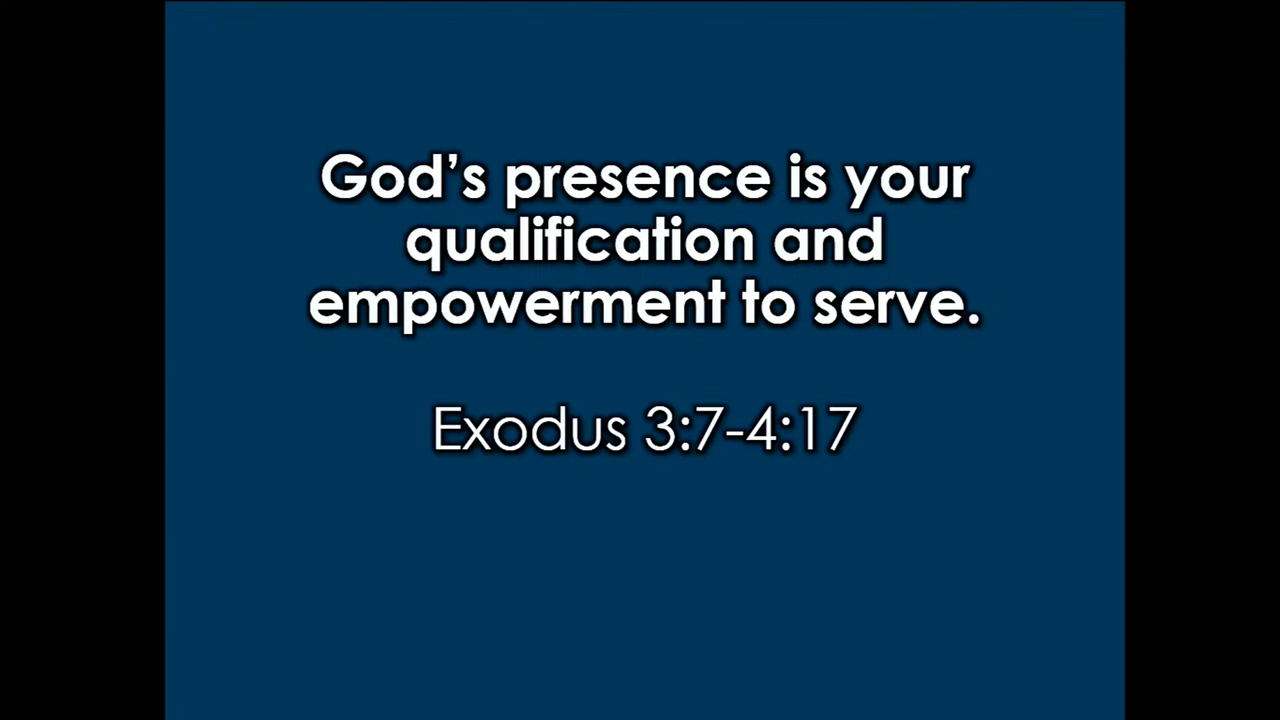 God’s presence is your
qualification and
empowerment to serve.
Exodus 3:7-4:17